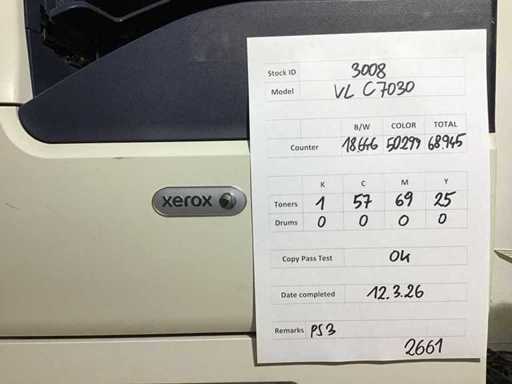 xerox
Stock ID 3008
Model VL C7030
B/W COLOR TOTAL
Counter 18646 50299 68945
K C M Y
Toners 1 57 69 25
Drums 0 0 0 0
Copy Pass Test OK
Date completed 12.3.26
Remarks PS3
2661